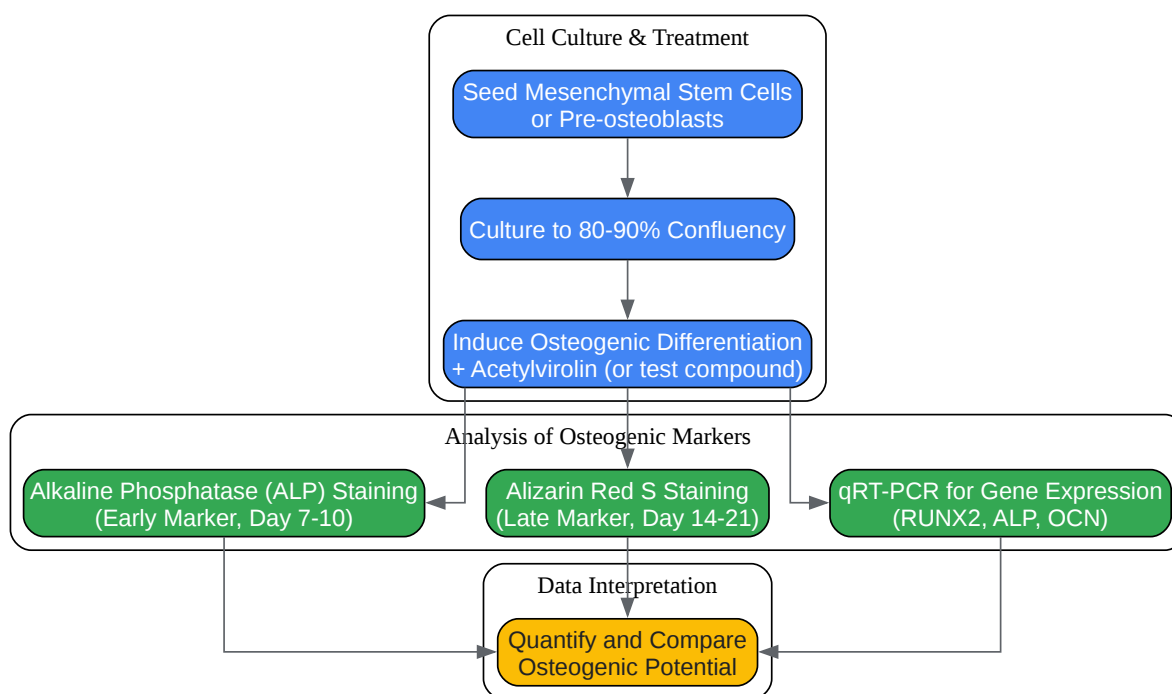 Cell Culture & Treatment
Seed Mesenchymal Stem Cells
or Pre-osteoblasts
Culture to 80-90% Confluency
Induce Osteogenic Differentiation
+ Acetylvirolin (or test compound)
Analysis of Osteogenic Markers
Alkaline Phosphatase (ALP) Staining
(Early Marker, Day 7-10)
Alizarin Red S Staining
(Late Marker, Day 14-21)
qRT-PCR for Gene Expression
(RUNX2, ALP, OCN)
Data Interpretation
Quantify and Compare
Osteogenic Potential